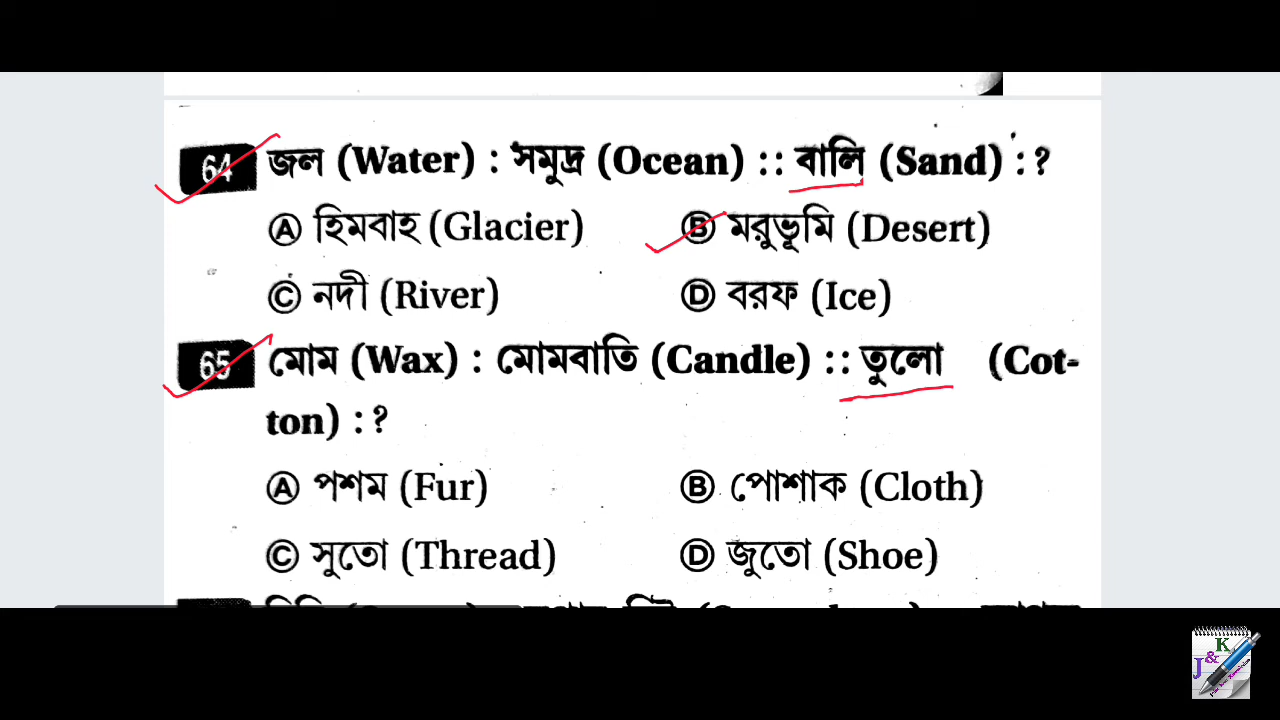 64 জল (Water) : সমুদ্র (Ocean) :: বালি (Sand) : ?
Ⓐ হিমবাহ (Glacier) Ⓑ মরুভূমি (Desert)
Ⓒ নদী (River) Ⓓ বরফ (Ice)
65 মোম (Wax) : মোমবাতি (Candle) :: তুলো (Cot-
ton) : ?
Ⓐ পশম (Fur) Ⓑ পোশাক (Cloth)
Ⓒ সুতো (Thread) Ⓓ জুতো (Shoe)
J&K